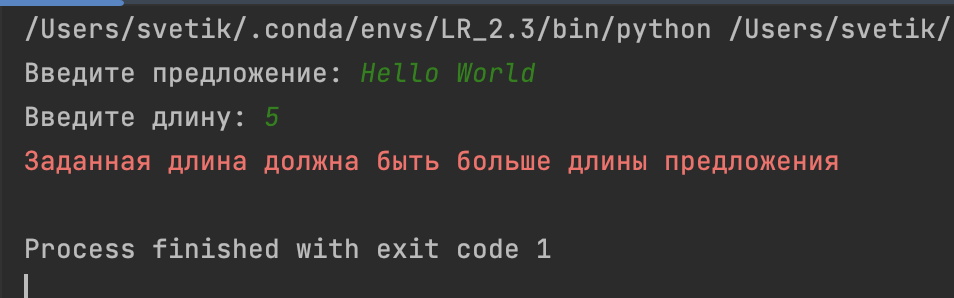 /Users/svetik/.conda/envs/LR_2.3/bin/python /Users/svetik/
Введите предложение: Hello World
Введите длину: 5
Заданная длина должна быть больше длины предложения
Process finished with exit code 1